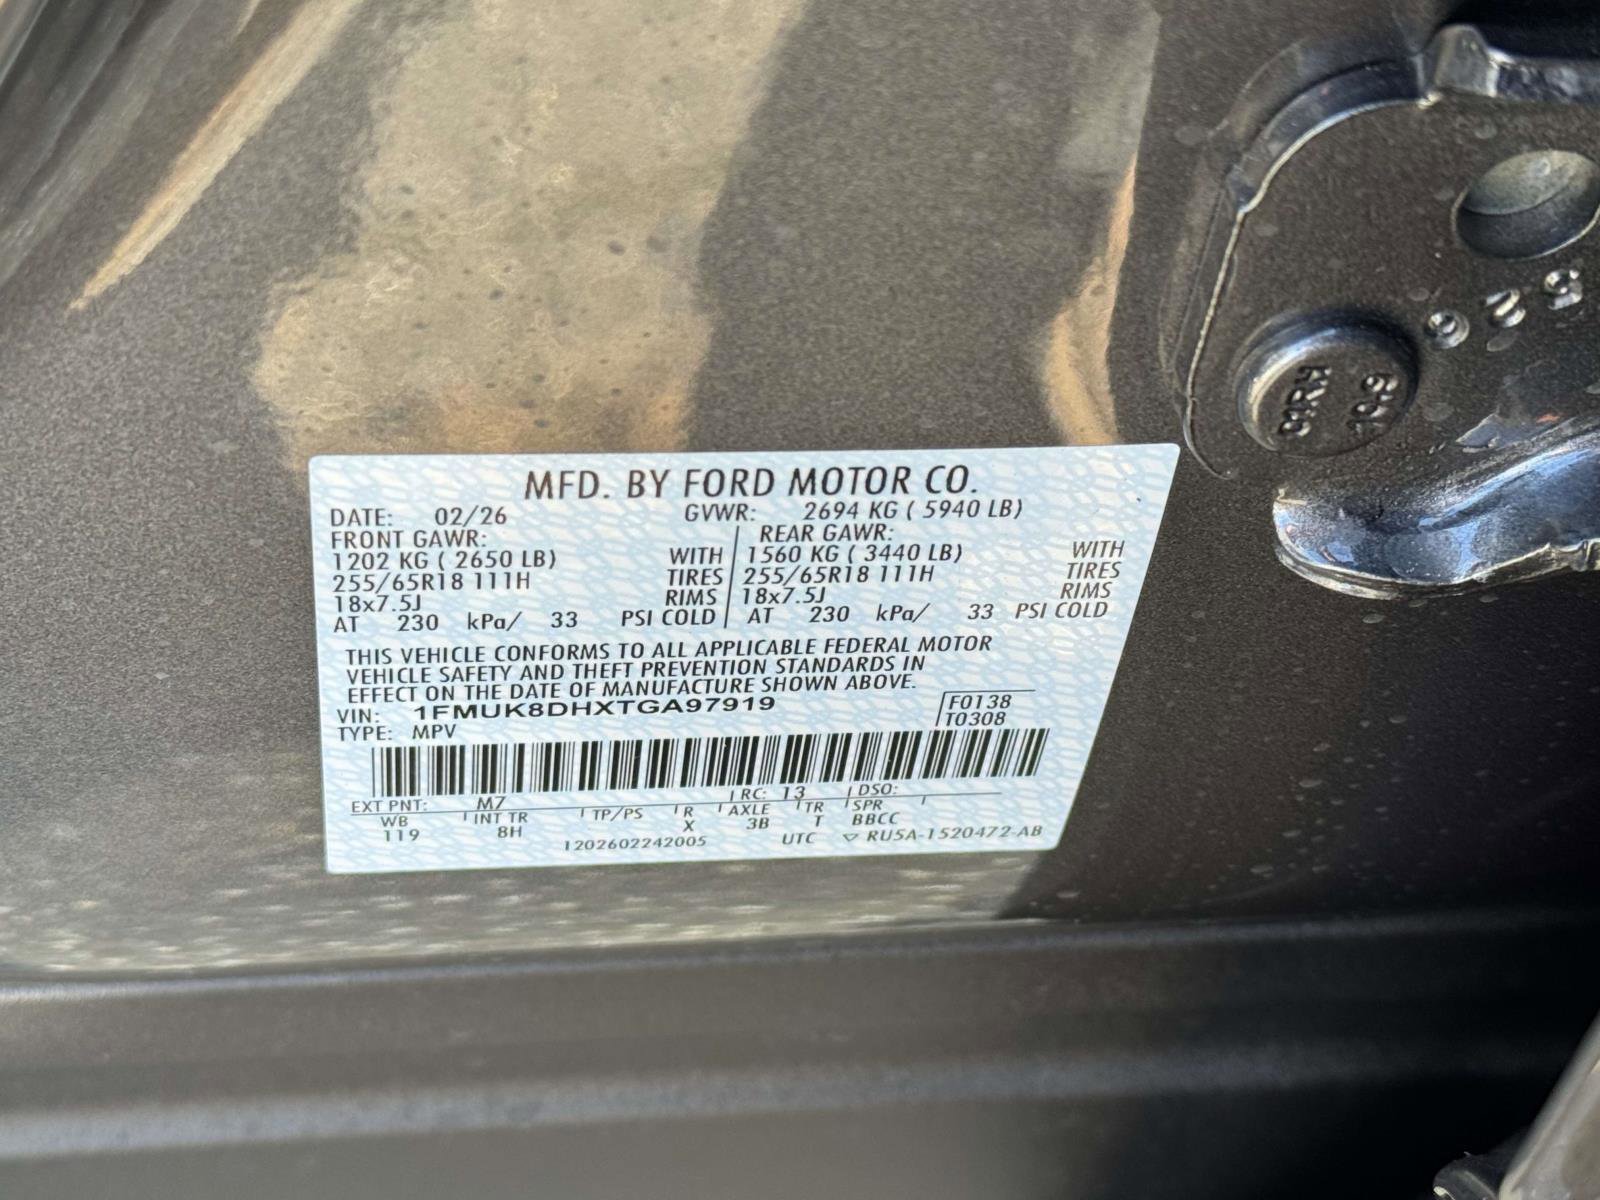 MFD. BY FORD MOTOR CO.
DATE: 02/26 GVWR: 2694 KG ( 5940 LB)
FRONT GAWR: REAR GAWR:
1202 KG ( 2650 LB) WITH 1560 KG ( 3440 LB) WITH
255/65R18 111H TIRES 255/65R18 111H TIRES
18x7.5J RIMS 18x7.5J RIMS
AT 230 kPa/ 33 PSI COLD AT 230 kPa/ 33 PSI COLD
THIS VEHICLE CONFORMS TO ALL APPLICABLE FEDERAL MOTOR
VEHICLE SAFETY AND THEFT PREVENTION STANDARDS IN
EFFECT ON THE DATE OF MANUFACTURE SHOWN ABOVE.
VIN: 1FMUK8DHXTGA97919 F0138
TYPE: MPV T0308
EXT PNT: M7 RC: 13 DSO:
WB INT TR TP/PS R AXLE TR SPR
119 8H X 3B T BBCC
1202602242005 UTC ▽ RU5A-1520472-AB
10.9